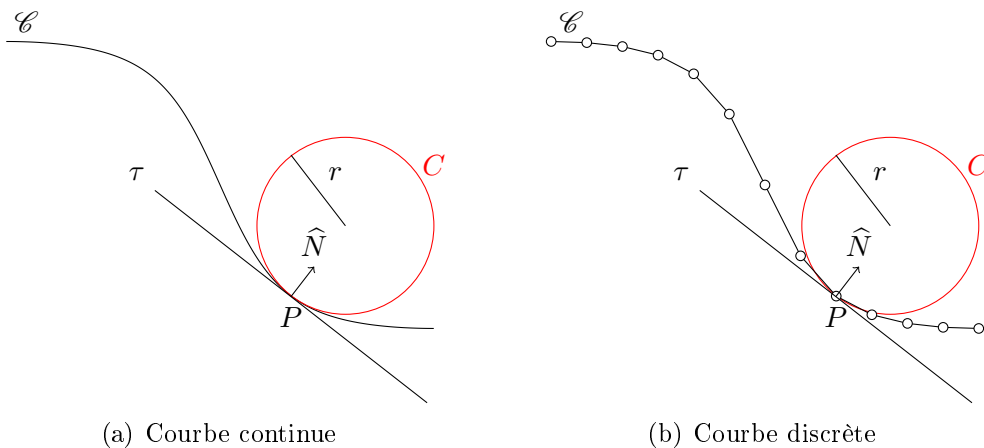 𝒞
C
τ
r
N̂
P
(a) Courbe continue
𝒞
C
τ
r
N̂
P
(b) Courbe discrète